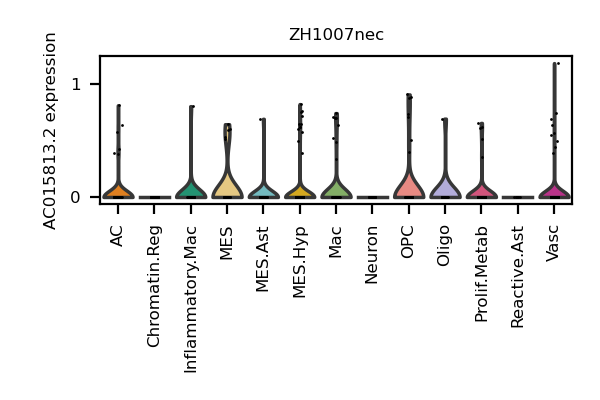 ZH1007nec
AC015813.2 expression
1
0
AC
Chromatin.Reg
Inflammatory.Mac
MES
MES.Ast
MES.Hyp
Mac
Neuron
OPC
Oligo
Prolif.Metab
Reactive.Ast
Vasc